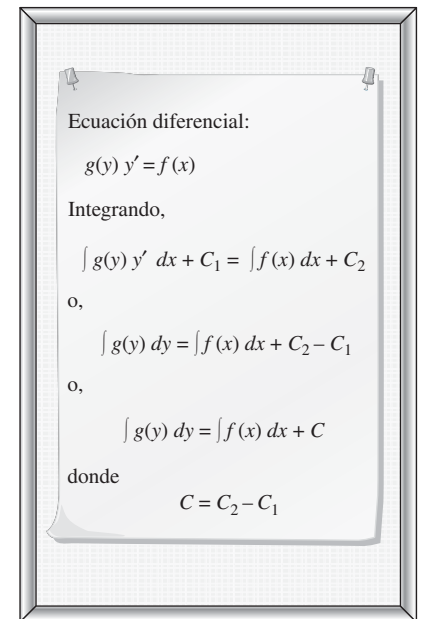 Ecuación diferencial:
g(y) y′ = f(x)
Integrando,
∫ g(y) y′ dx + C₁ = ∫ f(x) dx + C₂
o,
∫ g(y) dy = ∫ f(x) dx + C₂ – C₁
o,
∫ g(y) dy = ∫ f(x) dx + C
donde
C = C₂ – C₁